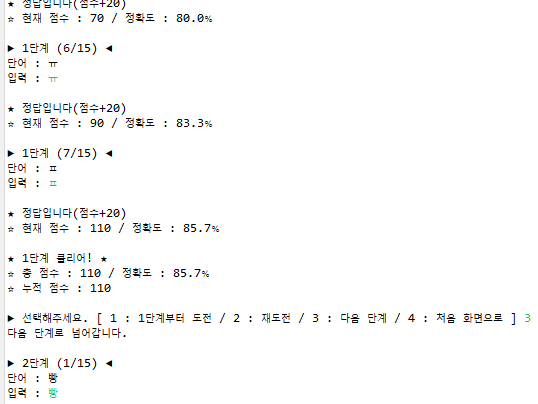 ★ 정답입니다(점수+20)
☆ 현재 점수 : 70 / 정확도 : 80.0%
▶ 1단계 (6/15) ◀
단어 : ㅠ
입력 : ㅠ
★ 정답입니다(점수+20)
☆ 현재 점수 : 90 / 정확도 : 83.3%
▶ 1단계 (7/15) ◀
단어 : ㅍ
입력 : ㅍ
★ 정답입니다(점수+20)
☆ 현재 점수 : 110 / 정확도 : 85.7%
★ 1단계 클리어! ★
☆ 총 점수 : 110 / 정확도 : 85.7%
☆ 누적 점수 : 110
▶ 선택해주세요. [ 1 : 1단계부터 도전 / 2 : 재도전 / 3 : 다음 단계 / 4 : 처음 화면으로 ] 3
다음 단계로 넘어갑니다.
▶ 2단계 (1/15) ◀
단어 : 빵
입력 : 빵